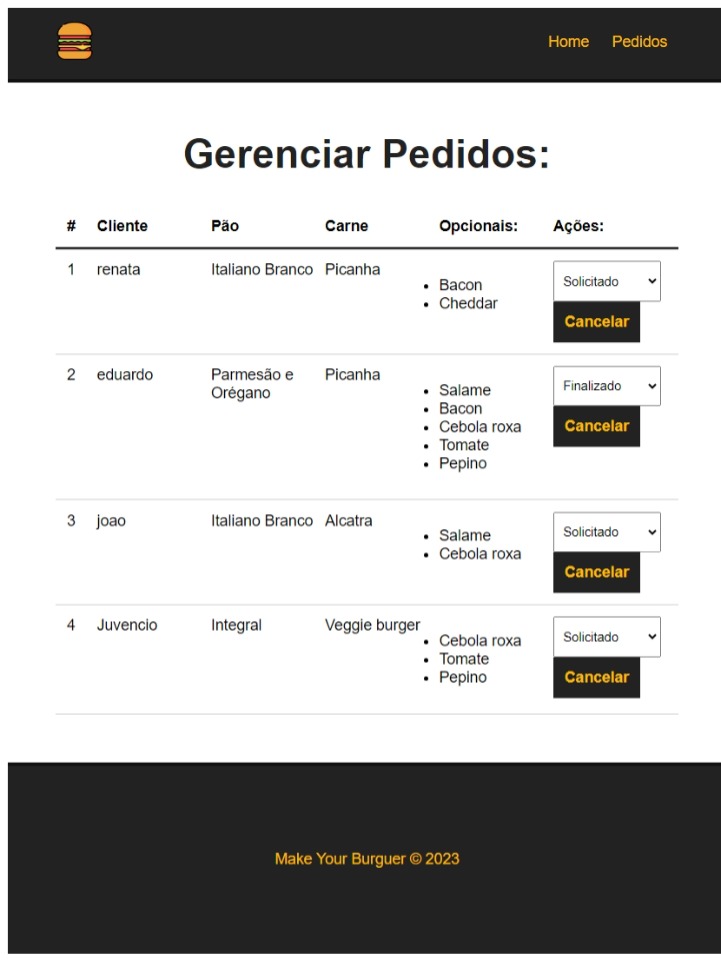 Home Pedidos
Gerenciar Pedidos:
# Cliente Pão Carne Opcionais: Ações:
1 renata Italiano Branco Picanha
Bacon
Cheddar
Solicitado
Cancelar
2 eduardo Parmesão e
Orégano
Picanha
Salame
Bacon
Cebola roxa
Tomate
Pepino
Finalizado
Cancelar
3 joao Italiano Branco Alcatra
Salame
Cebola roxa
Solicitado
Cancelar
4 Juvencio Integral Veggie burger
Cebola roxa
Tomate
Pepino
Solicitado
Cancelar
Make Your Burguer © 2023